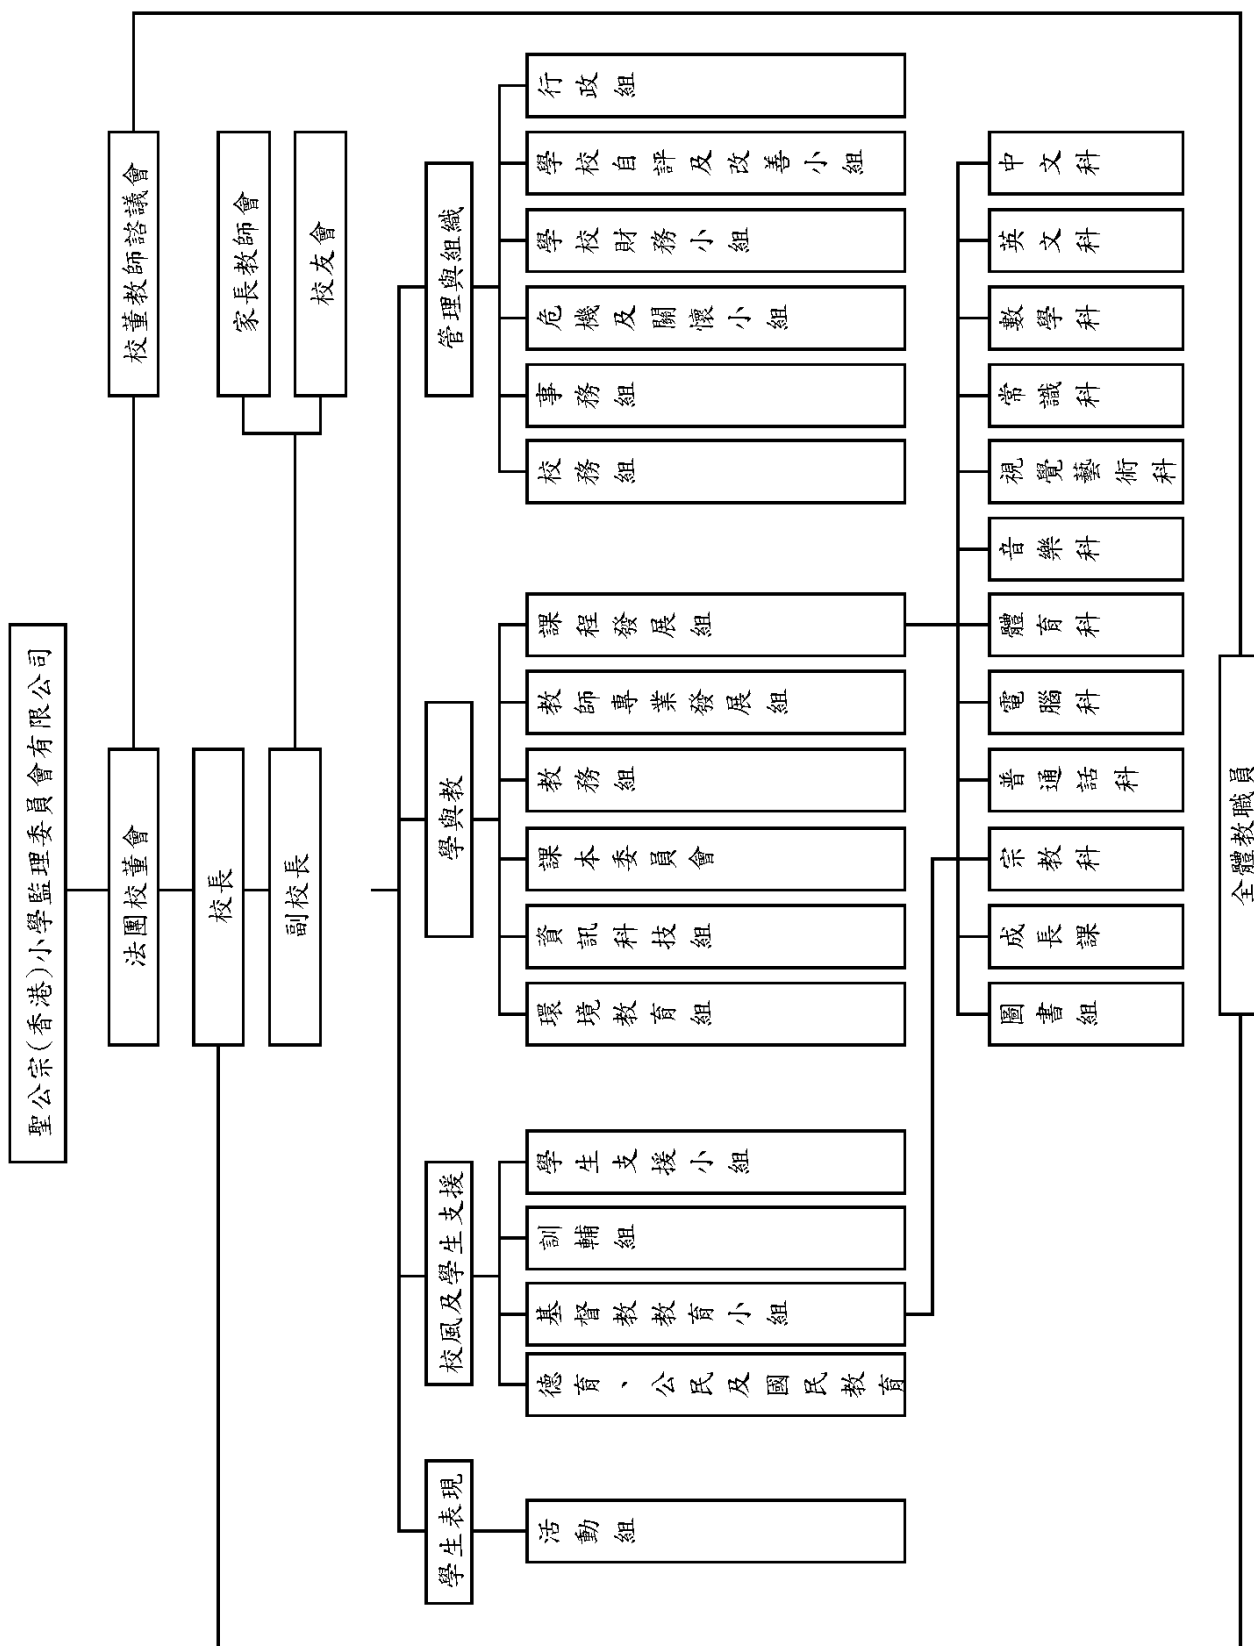 聖公宗(香港)小學監理委員會有限公司
法團校董會
校董教師諮議會
校長
副校長
家長教師會
校友會
學生表現
校風及學生支援
學與教
管理與組織
活動組
德育、公民及國民教育
基督教教育小組
訓輔組
學生支援小組
環境教育組
資訊科技組
課本委員會
教務組
教師專業發展組
課程發展組
校務組
事務組
危機及關懷小組
學校財務小組
學校自評及改善小組
行政組
圖書組
成長課
宗教科
普通話科
電腦科
體育科
音樂科
視覺藝術科
常識科
數學科
英文科
中文科
全體教職員